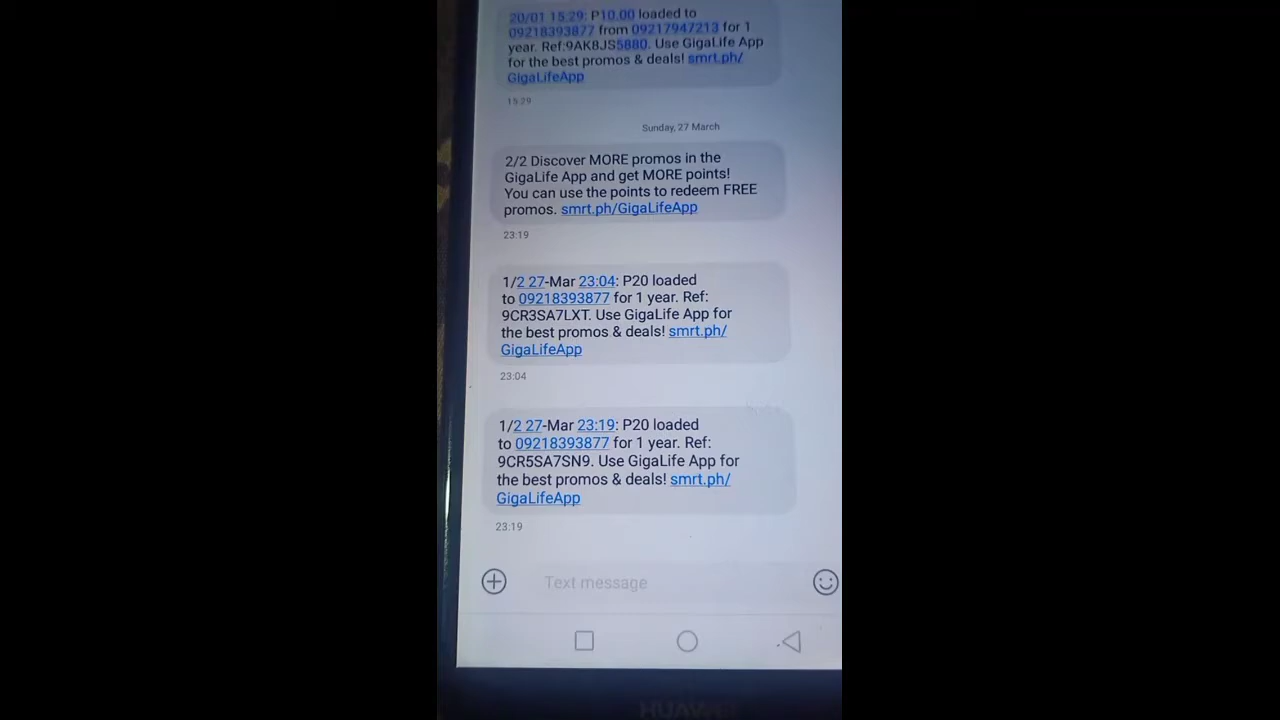 20/01 15:29: P10.00 loaded to
09218393877 from 09217947213 for 1
year. Ref:9AK8JS5880. Use GigaLife App
for the best promos & deals! smrt.ph/
GigaLifeApp
15:29
Sunday, 27 March
2/2 Discover MORE promos in the
GigaLife App and get MORE points!
You can use the points to redeem FREE
promos. smrt.ph/GigaLifeApp
23:19
1/2 27-Mar 23:04: P20 loaded
to 09218393877 for 1 year. Ref:
9CR3SA7LXT. Use GigaLife App for
the best promos & deals! smrt.ph/
GigaLifeApp
23:04
1/2 27-Mar 23:19: P20 loaded
to 09218393877 for 1 year. Ref:
9CR5SA7SN9. Use GigaLife App for
the best promos & deals! smrt.ph/
GigaLifeApp
23:19
Text message
HUAWEI